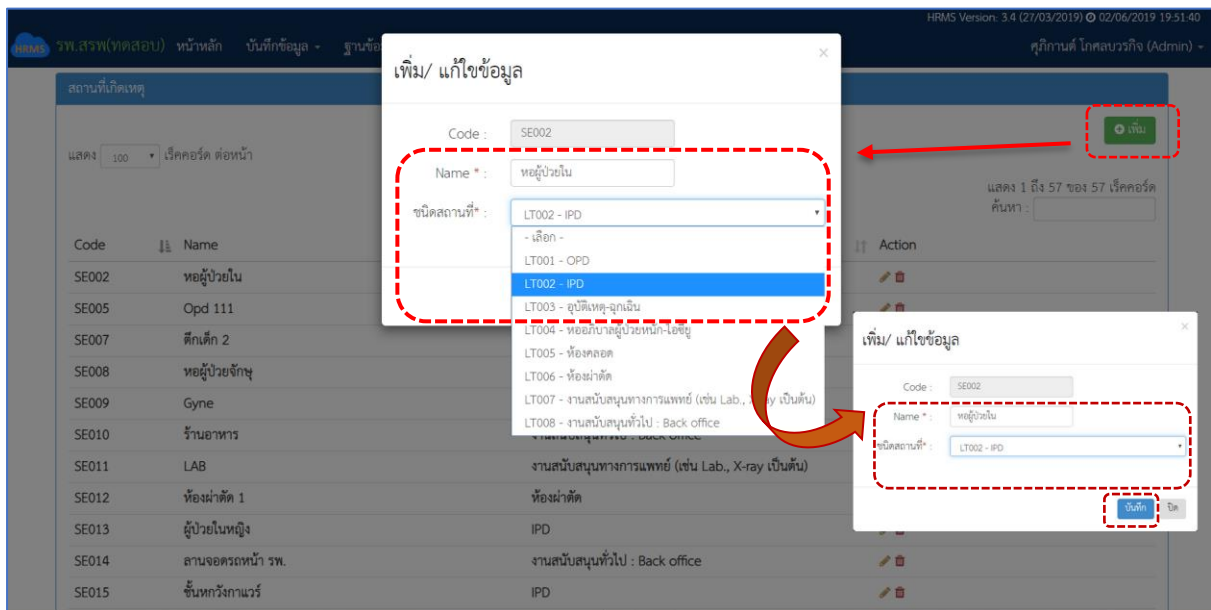 HRMS Version: 3.4 (27/03/2019) 02/06/2019 19:51:40
HRMS รพ.สรพ(ทดสอบ) หน้าหลัก บันทึกข้อมูล ฐานข้อ
ศุภิกานต์ โกศลบวรกิจ (Admin)
สถานที่เกิดเหตุ
เพิ่ม
แสดง 100 เร็คคอร์ด ต่อหน้า
แสดง 1 ถึง 57 ของ 57 เร็คคอร์ด
ค้นหา :
Code Name Action
SE002 หอผู้ป่วยใน
SE005 Opd 111
SE007 ตึกเด็ก 2
SE008 หอผู้ป่วยจักษุ
SE009 Gyne
SE010 ร้านอาหาร งานสนับสนุนทั่วไป : Back office
SE011 LAB งานสนับสนุนทางการแพทย์ (เช่น Lab., X-ray เป็นต้น)
SE012 ห้องผ่าตัด 1 ห้องผ่าตัด
SE013 ผู้ป่วยในหญิง IPD
SE014 ลานจอดรถหน้า รพ. งานสนับสนุนทั่วไป : Back office
SE015 ชั้นหกวังกาแวร์ IPD
เพิ่ม/ แก้ไขข้อมูล ×
Code : SE002
Name * : หอผู้ป่วยใน
ชนิดสถานที่* : LT002 - IPD
- เลือก -
LT001 - OPD
LT002 - IPD
LT003 - อุบัติเหตุ-ฉุกเฉิน
LT004 - หออภิบาลผู้ป่วยหนัก-ไอซียู
LT005 - ห้องคลอด
LT006 - ห้องผ่าตัด
LT007 - งานสนับสนุนทางการแพทย์ (เช่น Lab., X-ray เป็นต้น)
LT008 - งานสนับสนุนทั่วไป : Back office
เพิ่ม/ แก้ไขข้อมูล ×
Code : SE002
Name * : หอผู้ป่วยใน
ชนิดสถานที่* : LT002 - IPD
บันทึก ปิด